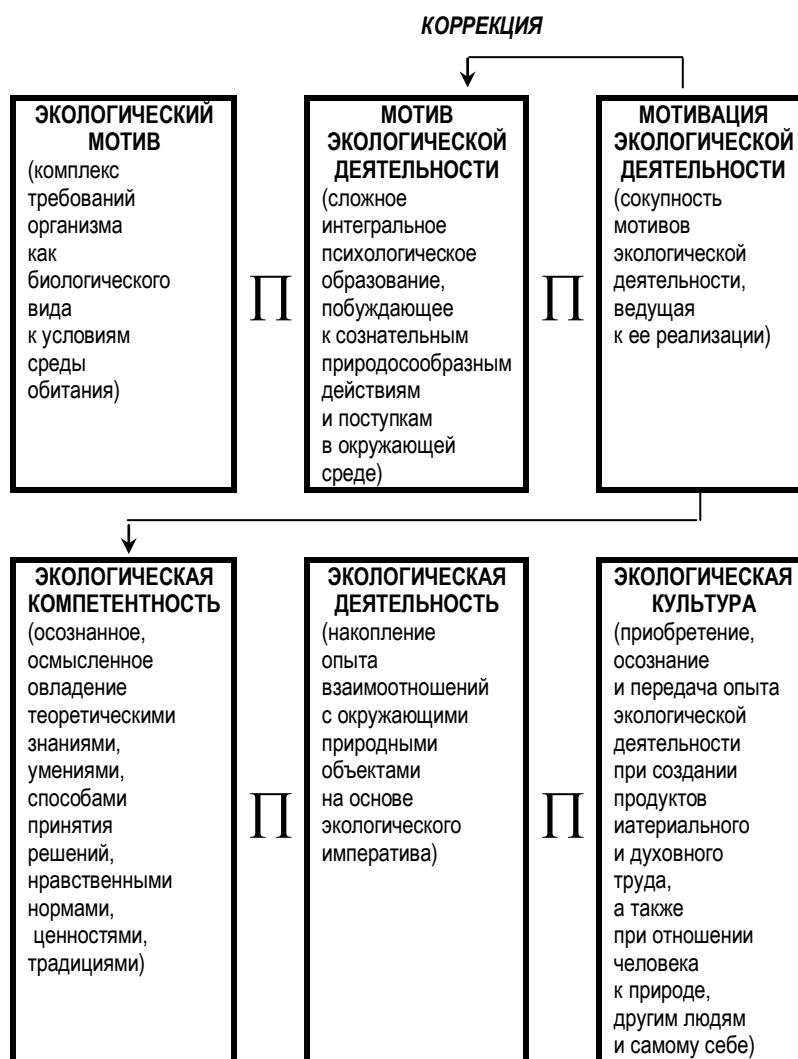 КОРРЕКЦИЯ
ЭКОЛОГИЧЕСКИЙ
МОТИВ
(комплекс
требований
организма
как
биологического
вида
к условиям
среды
обитания)
П
МОТИВ
ЭКОЛОГИЧЕСКОЙ
ДЕЯТЕЛЬНОСТИ
(сложное
интегральное
психологическое
образование,
побуждающее
к сознательным
природосообразным
действиям
и поступкам
в окружающей
среде)
П
МОТИВАЦИЯ
ЭКОЛОГИЧЕСКОЙ
ДЕЯТЕЛЬНОСТИ
(сокупность
мотивов
экологической
деятельности,
ведущая
к ее реализации)
ЭКОЛОГИЧЕСКАЯ
КОМПЕТЕНТНОСТЬ
(осознанное,
осмысленное
овладение
теоретическими
знаниями,
умениями,
способами
принятия
решений,
нравственными
нормами,
ценностями,
традициями)
П
ЭКОЛОГИЧЕСКАЯ
ДЕЯТЕЛЬНОСТЬ
(накопление
опыта
взаимоотношений
с окружающими
природными
объектами
на основе
экологического
императива)
П
ЭКОЛОГИЧЕСКАЯ
КУЛЬТУРА
(приобретение,
осознание
и передача опыта
экологической
деятельности
при создании
продуктов
иатериального
и духовного
труда,
а также
при отношении
человека
к природе,
другим людям
и самому себе)